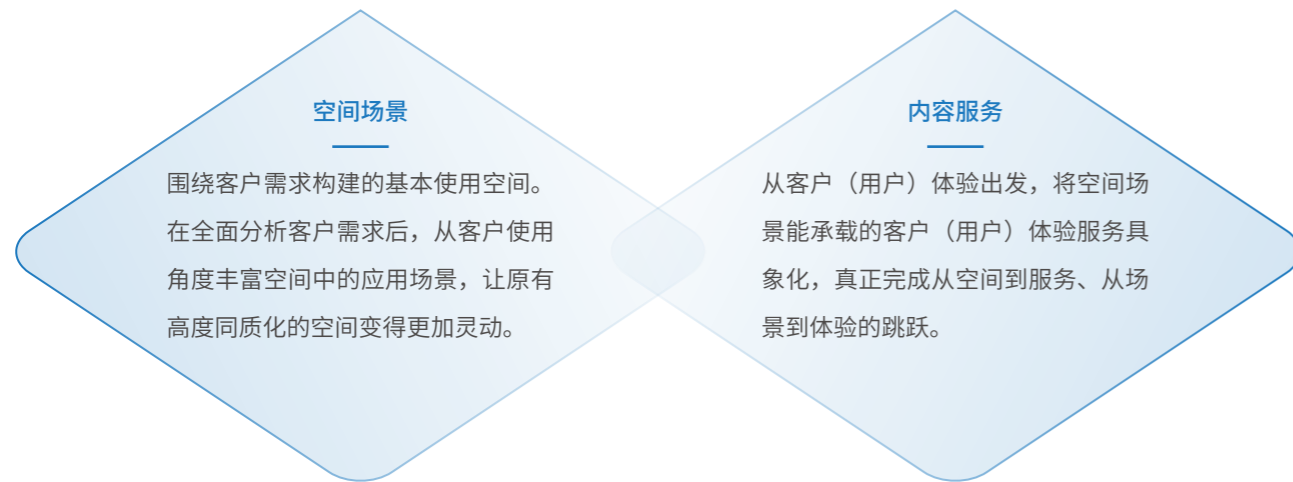 空间场景
围绕客户需求构建的基本使用空间。
在全面分析客户需求后，从客户使用
角度丰富空间中的应用场景，让原有
高度同质化的空间变得更加灵动。
内容服务
从客户（用户）体验出发，将空间场
景能承载的客户（用户）体验服务具
象化，真正完成从空间到服务、从场
景到体验的跳跃。